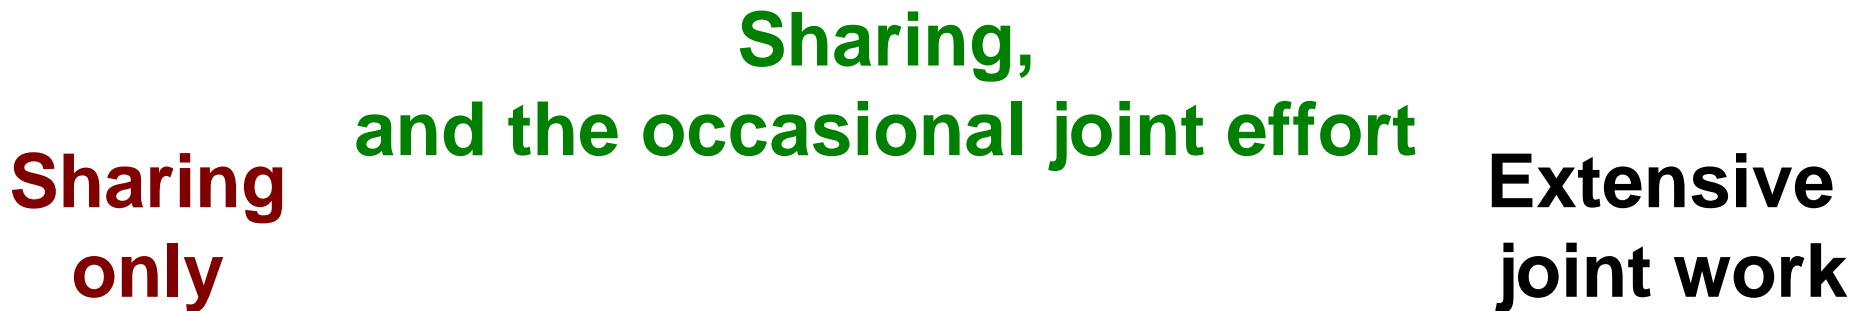 Sharing
only
Sharing,
and the occasional joint effort
Extensive
joint work